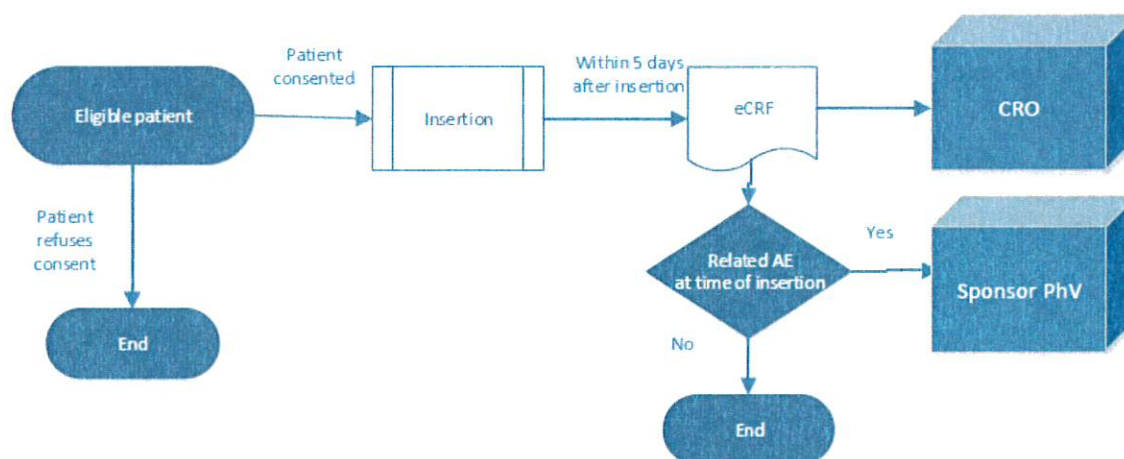 Patient
consented
Within 5 days
after insertion
Eligible patient
Insertion
eCRF
CRO
Patient
refuses
consent
Yes
Related AE
at time of insertion
Sponsor PhV
End
No
End